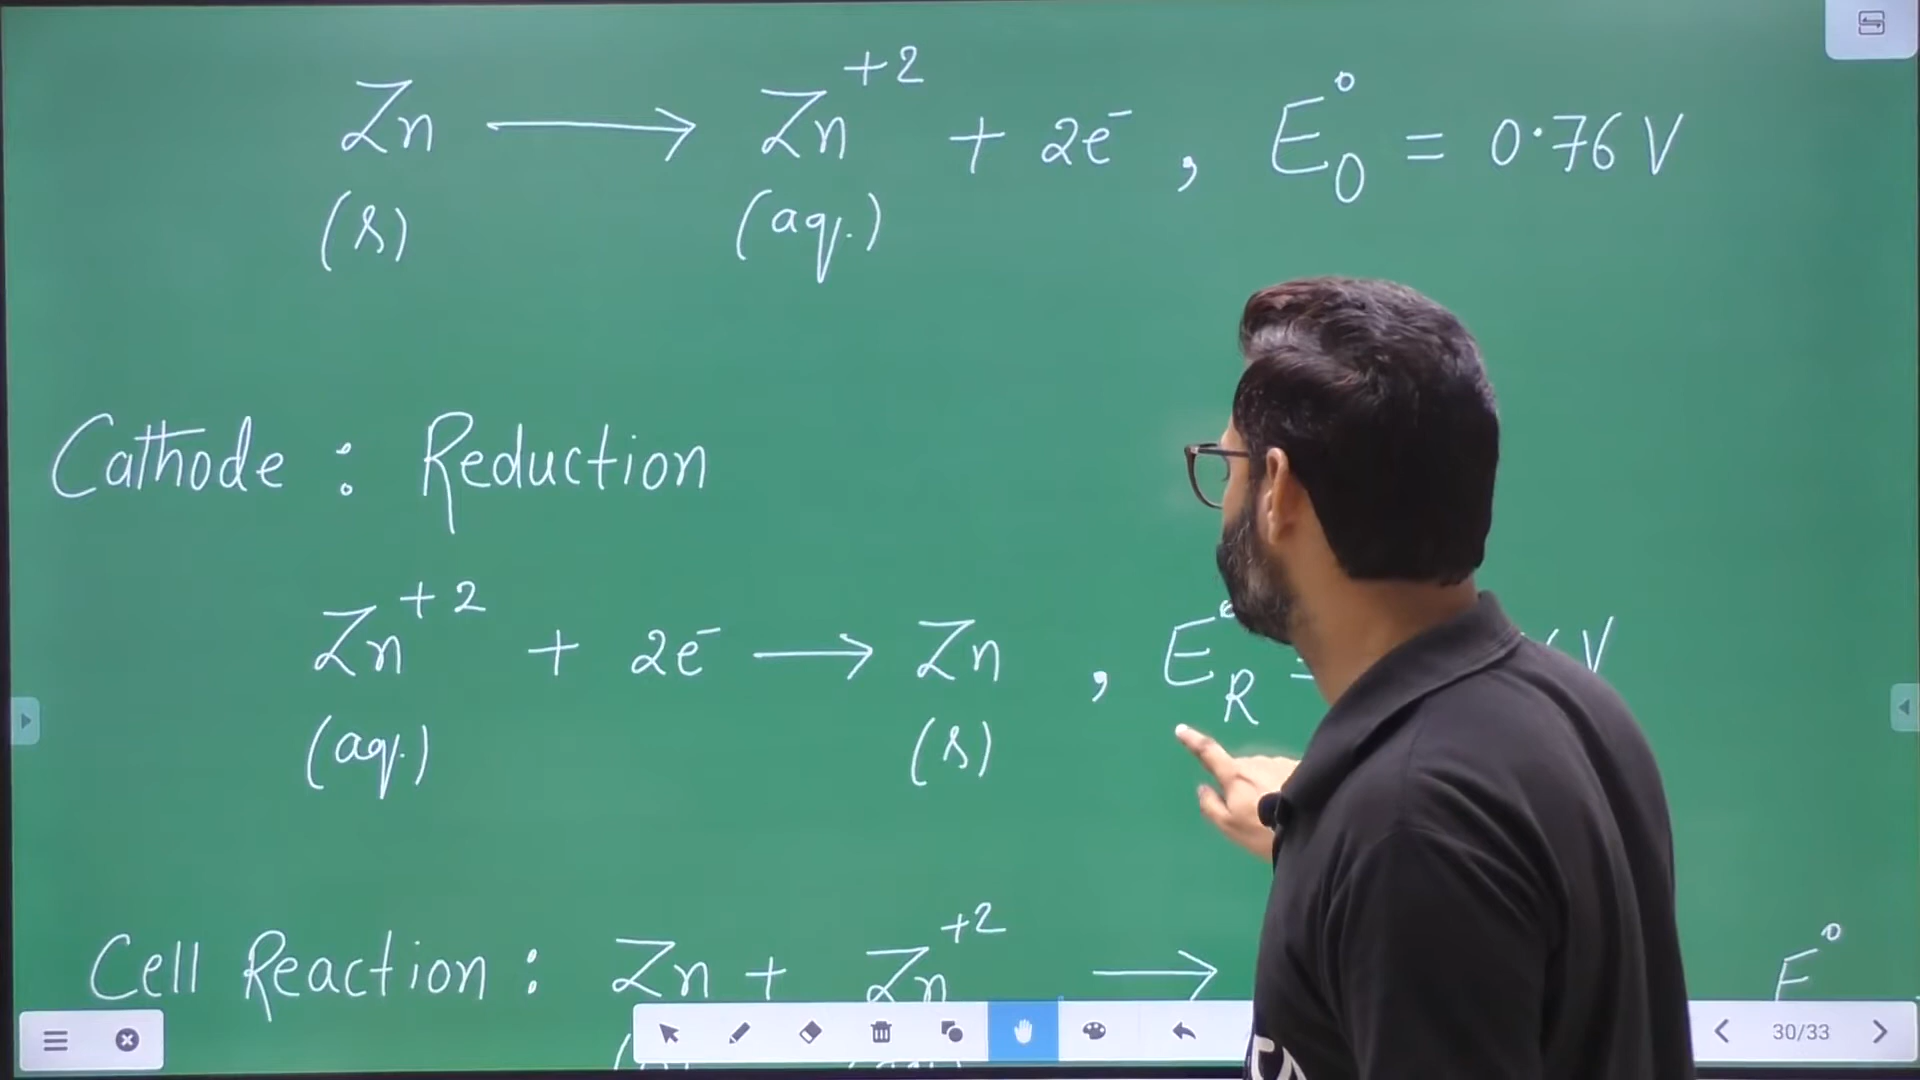 Zn ⟶ Zn⁺² + 2e⁻ , E°O = 0.76 V
(s) (aq.)
Cathode : Reduction
Zn⁺² + 2e⁻ ⟶ Zn , E°R = V
(aq.) (s)
Cell Reaction : Zn + Zn⁺² ⟶ E°
30/33